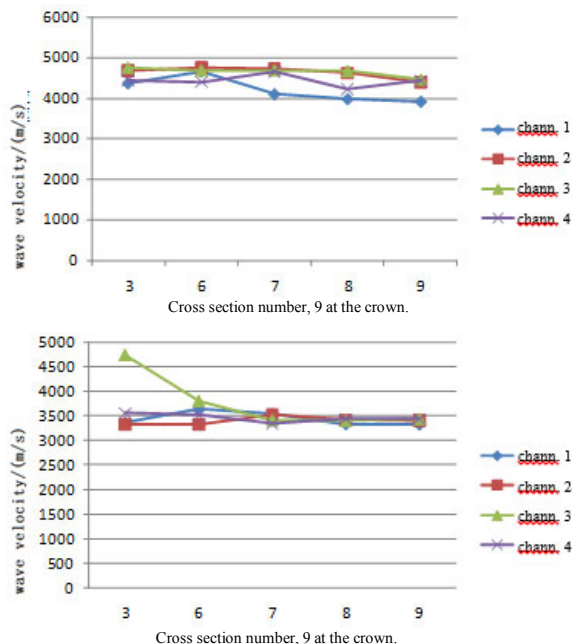 6000
5000
4000
3000
2000
1000
0
wave velocity/(m/s)
3 6 7 8 9
Cross section number, 9 at the crown.
chann. 1
chann. 2
chann. 3
chann. 4
5000
4500
4000
3500
3000
2500
2000
1500
1000
500
0
wave velocity/(m/s)
3 6 7 8 9
Cross section number, 9 at the crown.
chann. 1
chann. 2
chann. 3
chann. 4